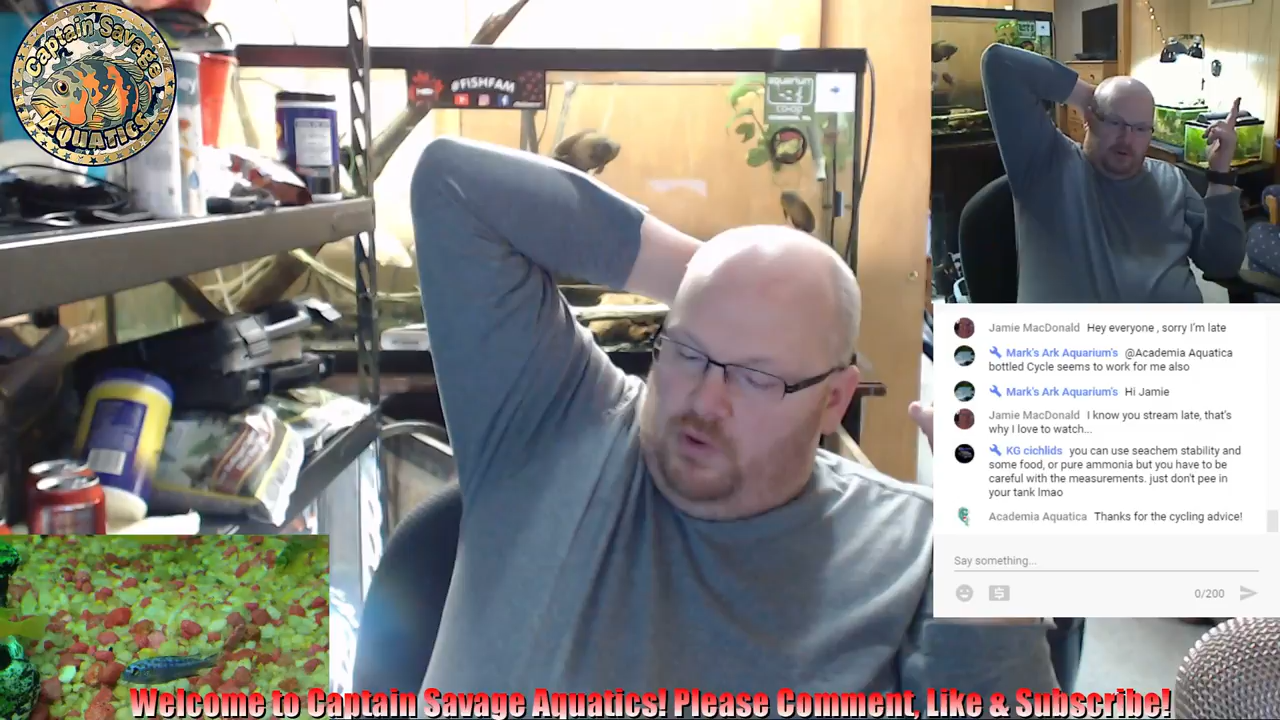 Captain Savage
AQUATICS
#FISHFAM
aquarium
CO-OP
Jamie MacDonald Hey everyone , sorry I'm late
Mark's Ark Aquarium's @Academia Aquatica
bottled Cycle seems to work for me also
Mark's Ark Aquarium's Hi Jamie
Jamie MacDonald I know you stream late, that's
why I love to watch...
KG cichlids you can use seachem stability and
some food, or pure ammonia but you have to be
careful with the measurements. just don't pee in
your tank lmao
Academia Aquatica Thanks for the cycling advice!
Say something...
0/200
Welcome to Captain Savage Aquatics! Please Comment, Like & Subscribe!